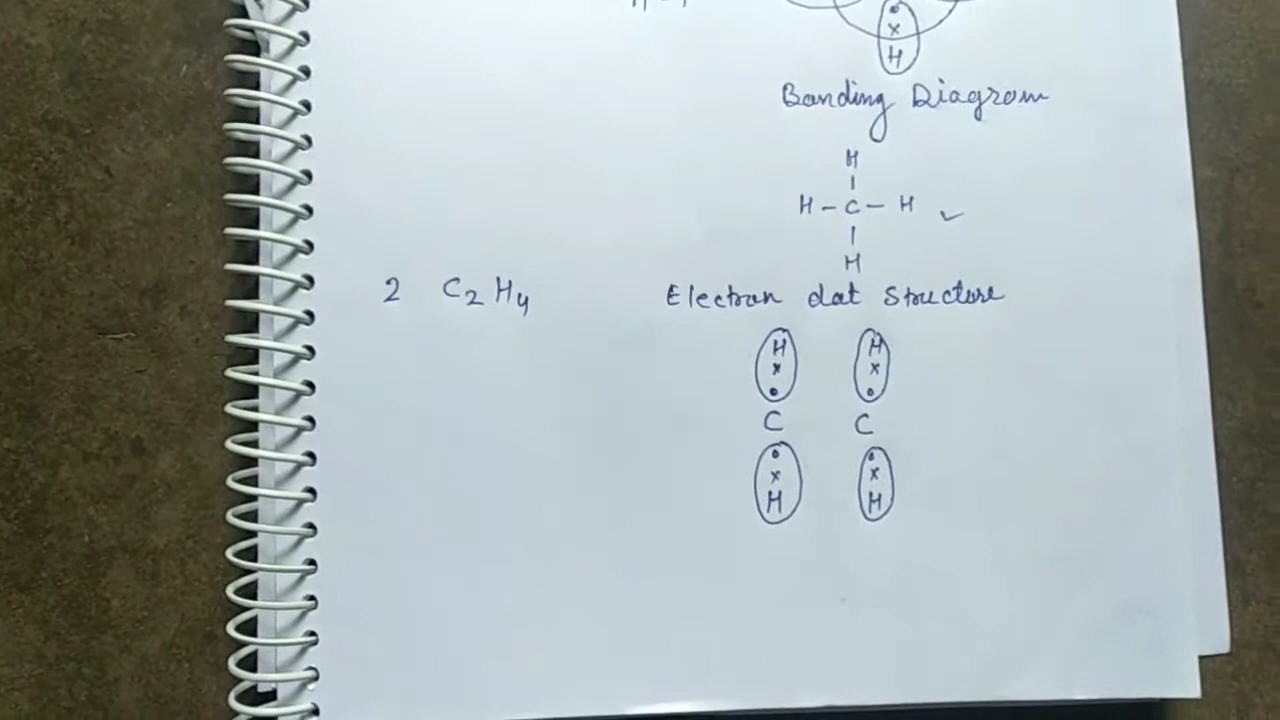 x
H
Bonding Diagram
H
H - C - H ✓
H
2 C2H4 Electron dot Structure
H H
x x
C C
x x
H H